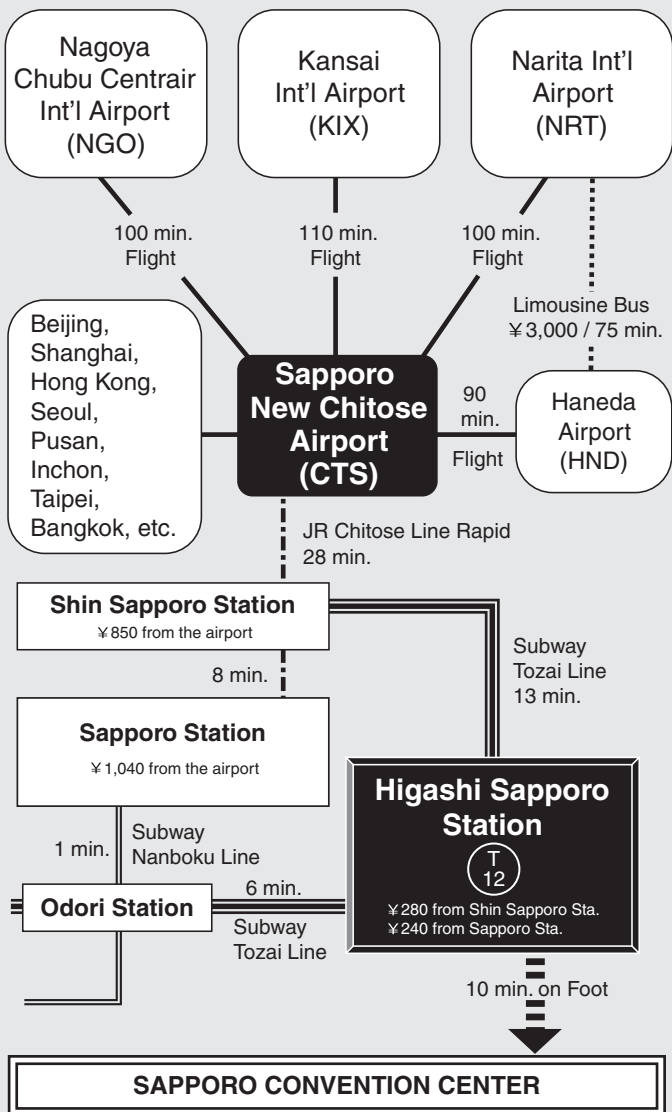 Nagoya
Chubu Centrair
Int'l Airport
(NGO)
Kansai
Int'l Airport
(KIX)
Narita Int'l
Airport
(NRT)
100 min.
Flight
110 min.
Flight
100 min.
Flight
Limousine Bus
¥3,000 / 75 min.
Beijing,
Shanghai,
Hong Kong,
Seoul,
Pusan,
Inchon,
Taipei,
Bangkok, etc.
Sapporo
New Chitose
Airport
(CTS)
90
min.
Flight
Haneda
Airport
(HND)
JR Chitose Line Rapid
28 min.
Shin Sapporo Station
¥850 from the airport
8 min.
Subway
Tozai Line
13 min.
Sapporo Station
¥1,040 from the airport
Higashi Sapporo
Station
T
12
¥280 from Shin Sapporo Sta.
¥240 from Sapporo Sta.
1 min.
Subway
Nanboku Line
Odori Station
6 min.
Subway
Tozai Line
10 min. on Foot
SAPPORO CONVENTION CENTER